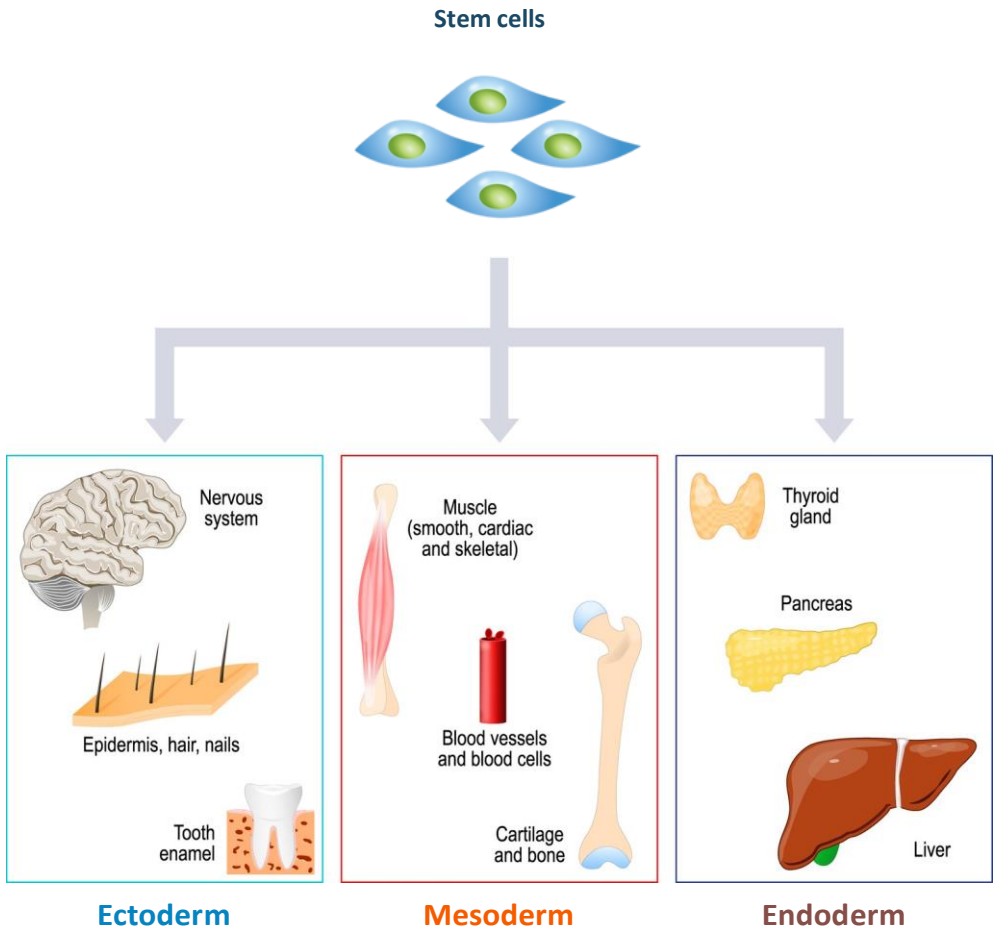 Stem cells
Nervous
system
Epidermis, hair, nails
Tooth
enamel
Ectoderm
Muscle
(smooth, cardiac
and skeletal)
Blood vessels
and blood cells
Cartilage
and bone
Mesoderm
Thyroid
gland
Pancreas
Liver
Endoderm